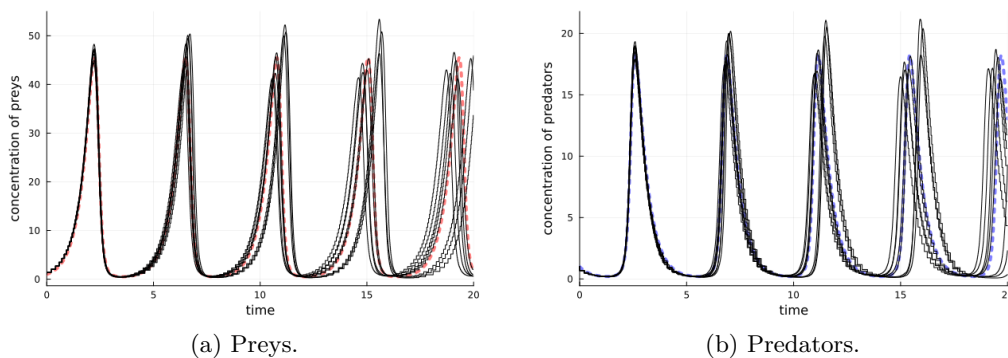 concentration of preys
50
40
30
20
10
0
0 5 10 15 20
time
(a) Preys.
concentration of predators
20
15
10
5
0
0 5 10 15 20
time
(b) Predators.